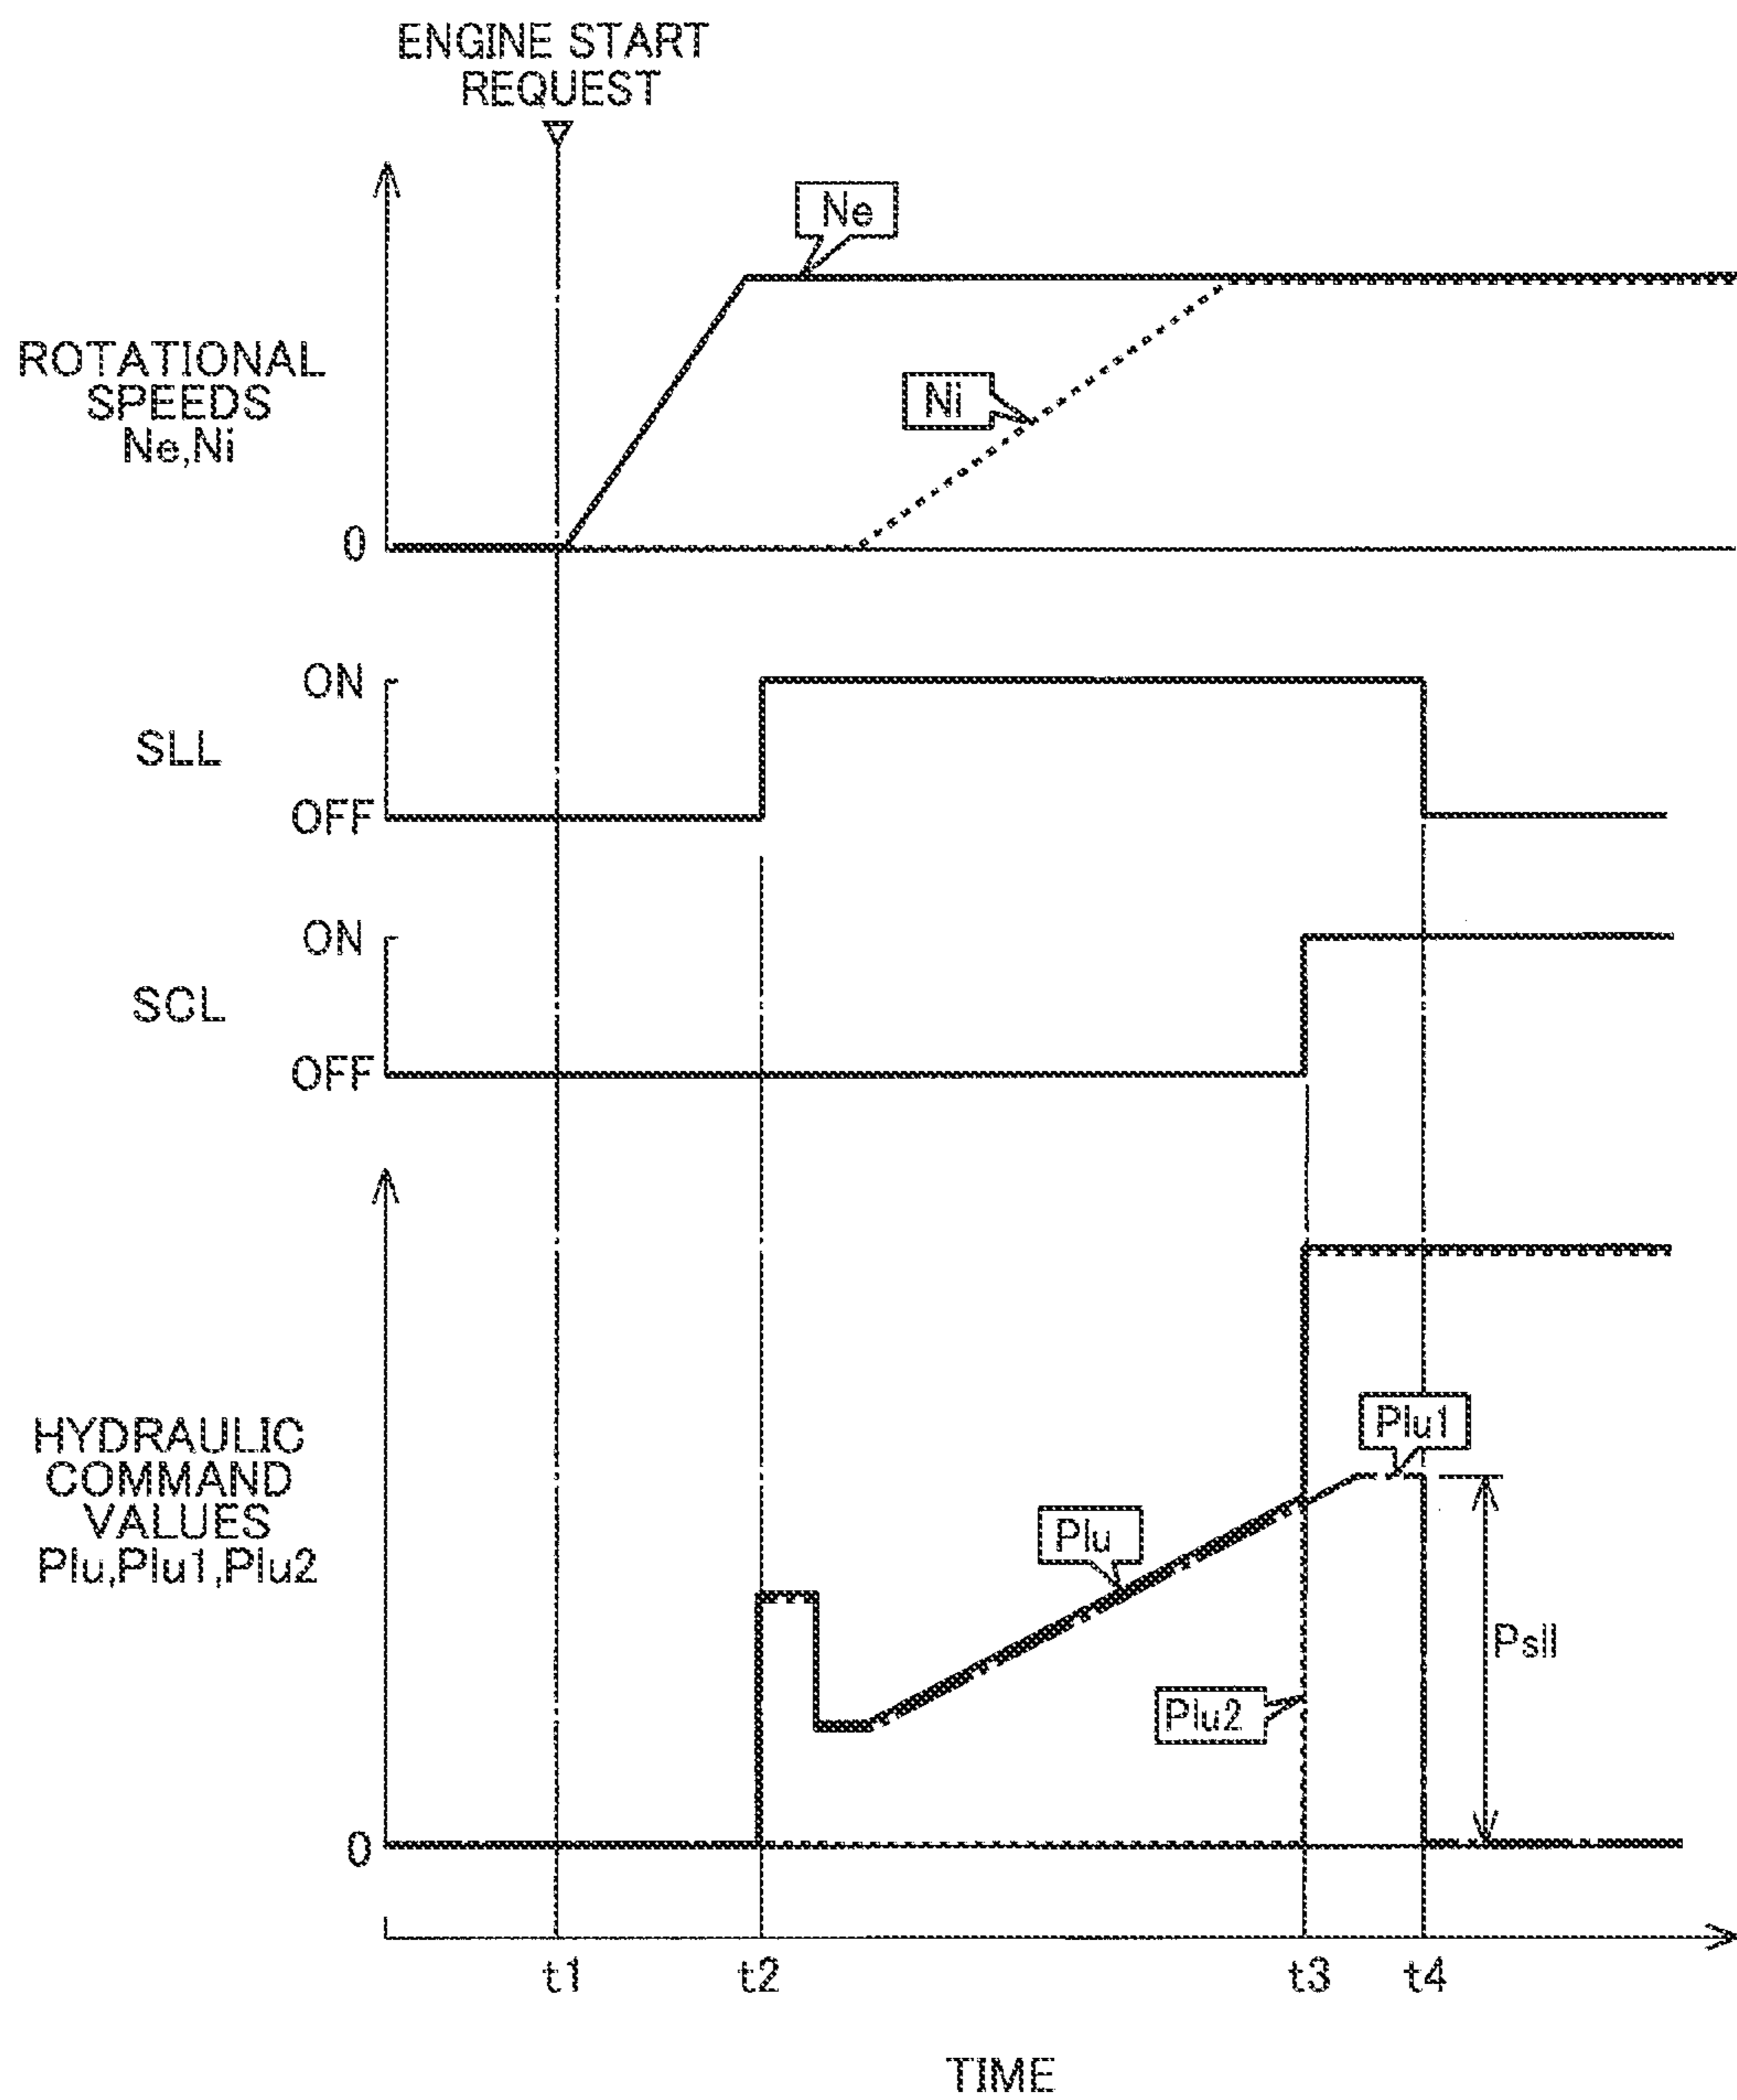 ENGINE START
REQUEST
Ne
ROTATIONAL
SPEEDS
Ne,Ni
Ni
0
ON
SLL
OFF
ON
SCL
OFF
HYDRAULIC
COMMAND
VALUES
Plu,Plu1,Plu2
Plu1
Plu
Psll
Plu2
0
t1
t2
t3
t4
TIME